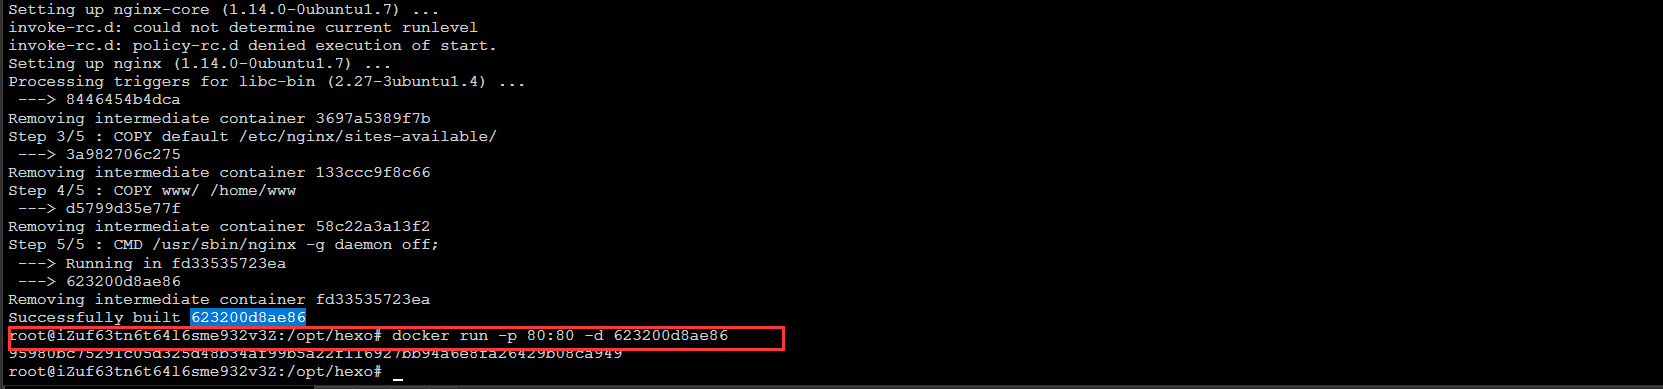 Setting up nginx-core (1.14.0-0ubuntu1.7) ...
invoke-rc.d: could not determine current runlevel
invoke-rc.d: policy-rc.d denied execution of start.
Setting up nginx (1.14.0-0ubuntu1.7) ...
Processing triggers for libc-bin (2.27-3ubuntu1.4) ...
 ---> 8446454b4dca
Removing intermediate container 3697a5389f7b
Step 3/5 : COPY default /etc/nginx/sites-available/
 ---> 3a982706c275
Removing intermediate container 133ccc9f8c66
Step 4/5 : COPY www/ /home/www
 ---> d5799d35e77f
Removing intermediate container 58c22a3a13f2
Step 5/5 : CMD /usr/sbin/nginx -g daemon off;
 ---> Running in fd33535723ea
 ---> 623200d8ae86
Removing intermediate container fd33535723ea
Successfully built 623200d8ae86
root@iZuf63tn6t64l6sme932v3Z:/opt/hexo# docker run -p 80:80 -d 623200d8ae86
root@iZuf63tn6t64l6sme932v3Z:/opt/hexo#